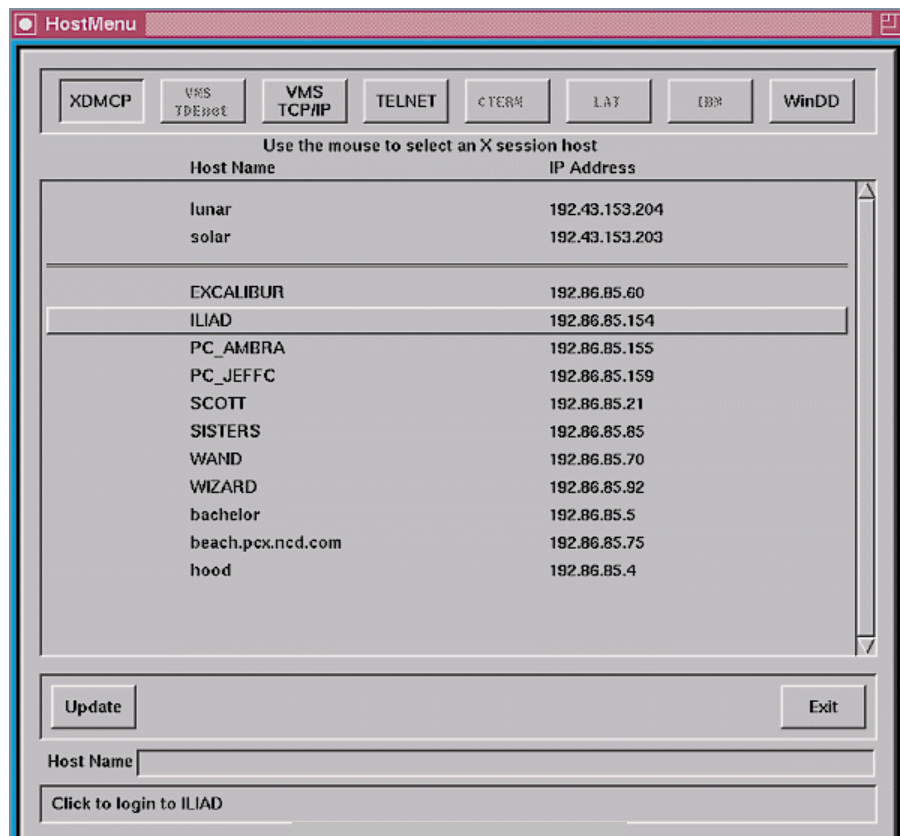 HostMenu
XDMCP VMS TDEnet VMS TCP/IP TELNET CTERM LAT IBM WinDD
Use the mouse to select an X session host
Host Name IP Address
lunar 192.43.153.204
solar 192.43.153.203
EXCALIBUR 192.86.85.60
ILIAD 192.86.85.154
PC_AMBRA 192.86.85.155
PC_JEFFC 192.86.85.159
SCOTT 192.86.85.21
SISTERS 192.86.85.85
WAND 192.86.85.70
WIZARD 192.86.85.92
bachelor 192.86.85.5
beach.pcx.ncd.com 192.86.85.75
hood 192.86.85.4
Update Exit
Host Name
Click to login to ILIAD